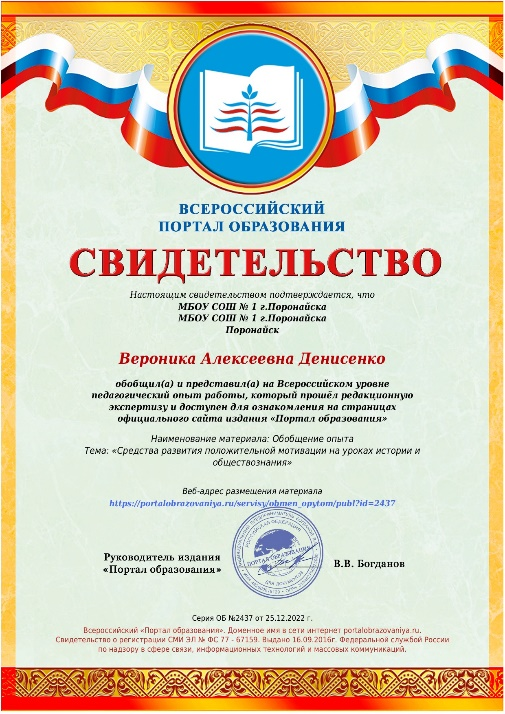 ВСЕРОССИЙСКИЙ
ПОРТАЛ ОБРАЗОВАНИЯ
СВИДЕТЕЛЬСТВО
Настоящим свидетельством подтверждается, что
МБОУ СОШ № 1 г.Поронайска
МБОУ СОШ № 1 г.Поронайска
Поронайск
Вероника Алексеевна Денисенко
обобщил(а) и представил(а) на Всероссийском уровне
педагогический опыт работы, который прошёл редакционную
экспертизу и доступен для ознакомления на страницах
официального сайта издания «Портал образования»
Наименование материала: Обобщение опыта
Тема: «Средства развития положительной мотивации на уроках истории и
обществознания»
Веб-адрес размещения материала
https://portalobrazovaniya.ru/servisy/obmen_opytom/publ?id=2437
Руководитель издания
«Портал образования»
ПОРТАЛ ОБРАЗОВАНИЯ
В.В. Богданов
Серия ОБ №2437 от 25.12.2022 г.
Всероссийский «Портал образования». Доменное имя в сети интернет portalobrazovaniya.ru.
Свидетельство о регистрации СМИ ЭЛ № ФС 77 - 67159. Выдано 16.09.2016г. Федеральной службой России
по надзору в сфере связи, информационных технологий и массовых коммуникаций.